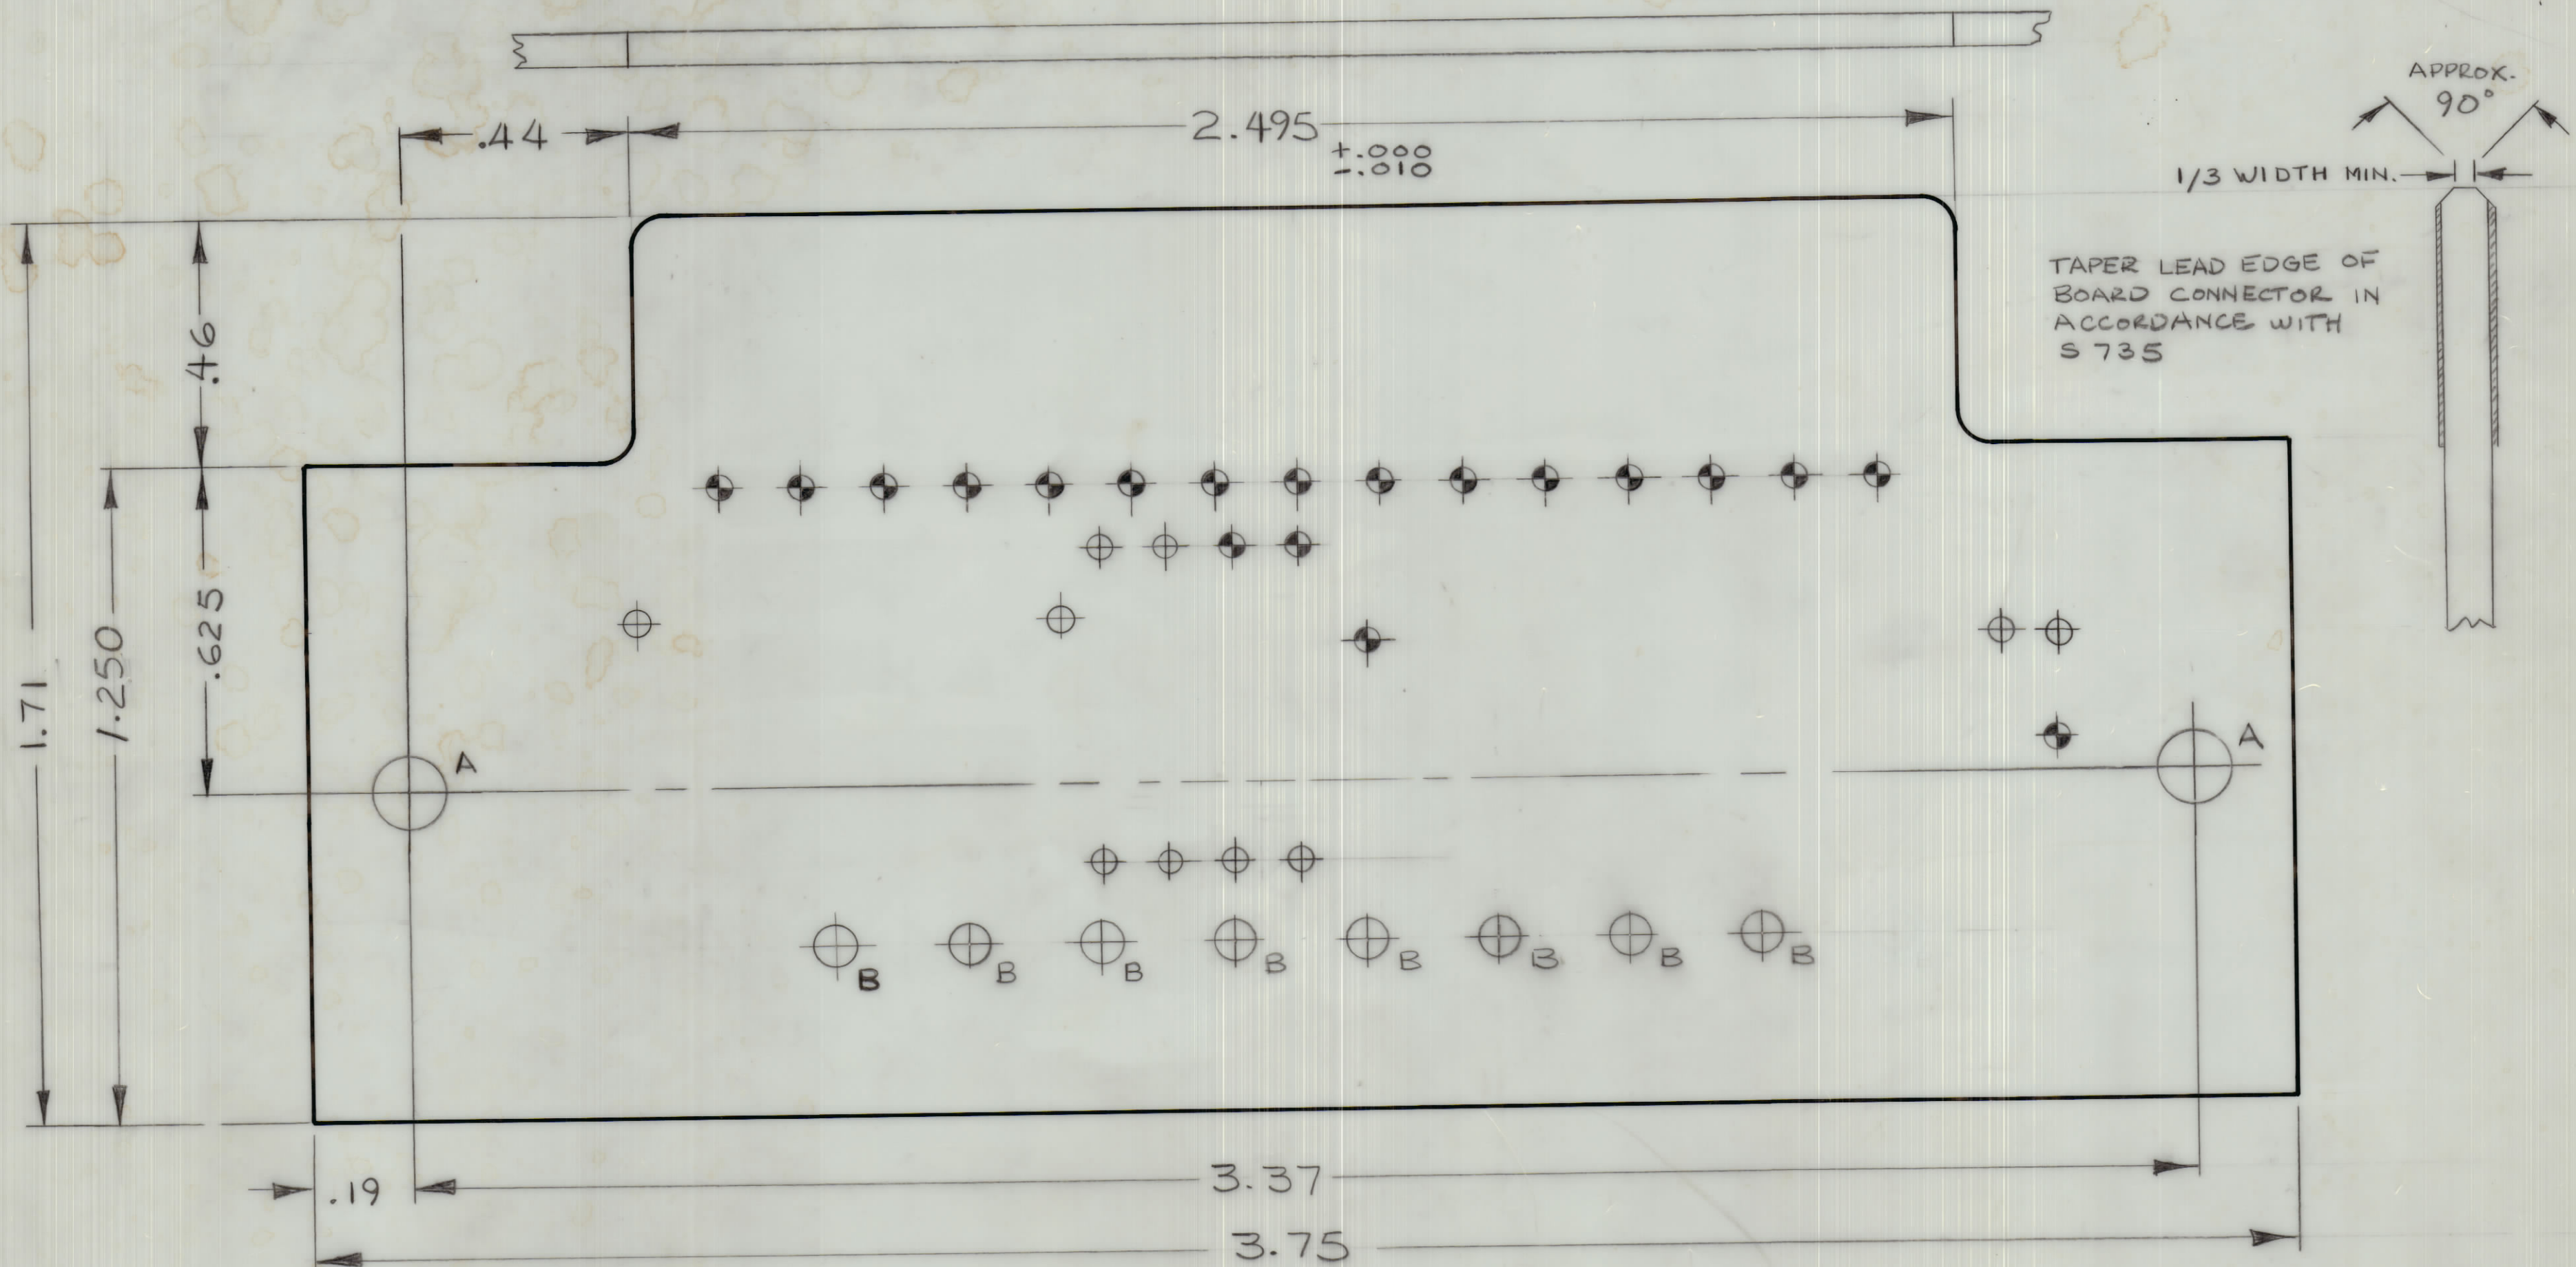 APPROX.
90°
.44
2.495
+.000
-.010
1/3 WIDTH MIN.
TAPER LEAD EDGE OF
BOARD CONNECTOR IN
ACCORDANCE WITH
S 735
.46
.625
1.250
1.71
A
A
B
B
B
B
B
B
B
B
.19
3.37
3.75